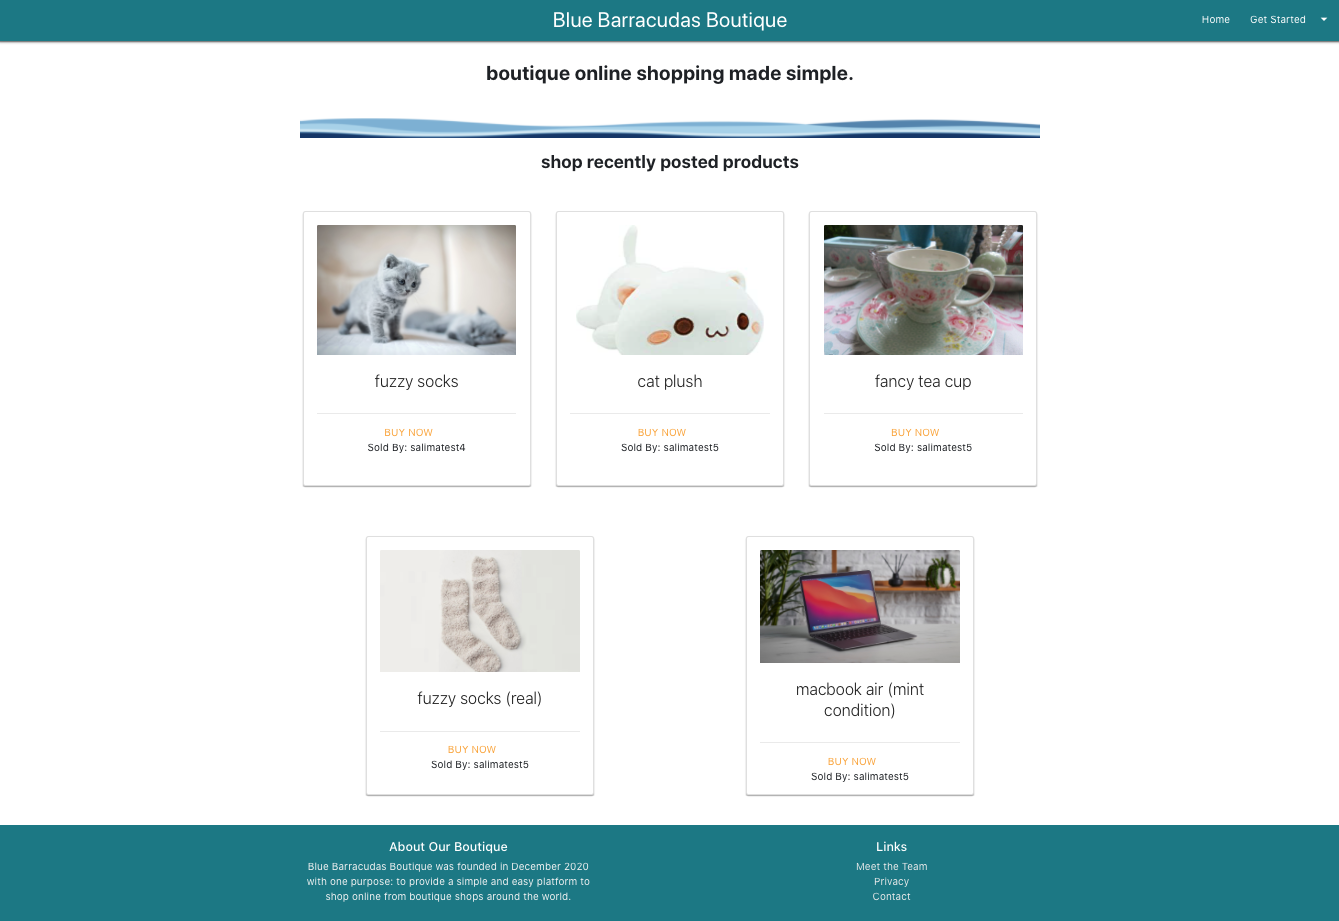 Blue Barracudas Boutique
Home
Get Started
boutique online shopping made simple.
shop recently posted products
fuzzy socks
BUY NOW
Sold By: salimatest4
cat plush
BUY NOW
Sold By: salimatest5
fancy tea cup
BUY NOW
Sold By: salimatest5
fuzzy socks (real)
BUY NOW
Sold By: salimatest5
macbook air (mint
condition)
BUY NOW
Sold By: salimatest5
About Our Boutique
Blue Barracudas Boutique was founded in December 2020
with one purpose: to provide a simple and easy platform to
shop online from boutique shops around the world.
Links
Meet the Team
Privacy
Contact